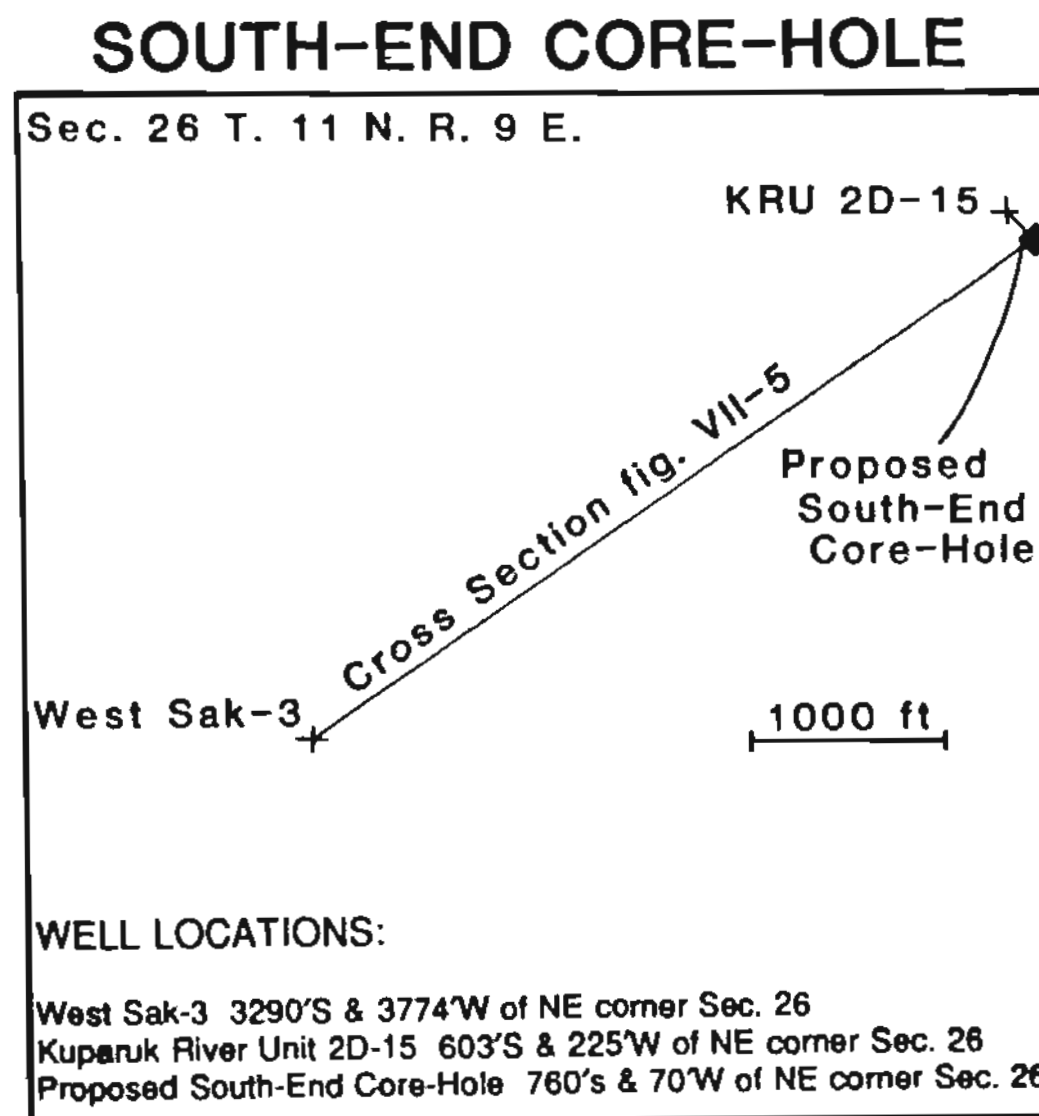 SOUTH-END CORE-HOLE
Sec. 26 T. 11 N. R. 9 E.
KRU 2D-15
Cross Section fig. VII-5
Proposed
South-End
Core-Hole
West Sak-3
1000 ft
WELL LOCATIONS:
West Sak-3 3290'S & 3774'W of NE corner Sec. 26
Kuparuk River Unit 2D-15 603'S & 225'W of NE corner Sec. 26
Proposed South-End Core-Hole 760's & 70'W of NE corner Sec. 26